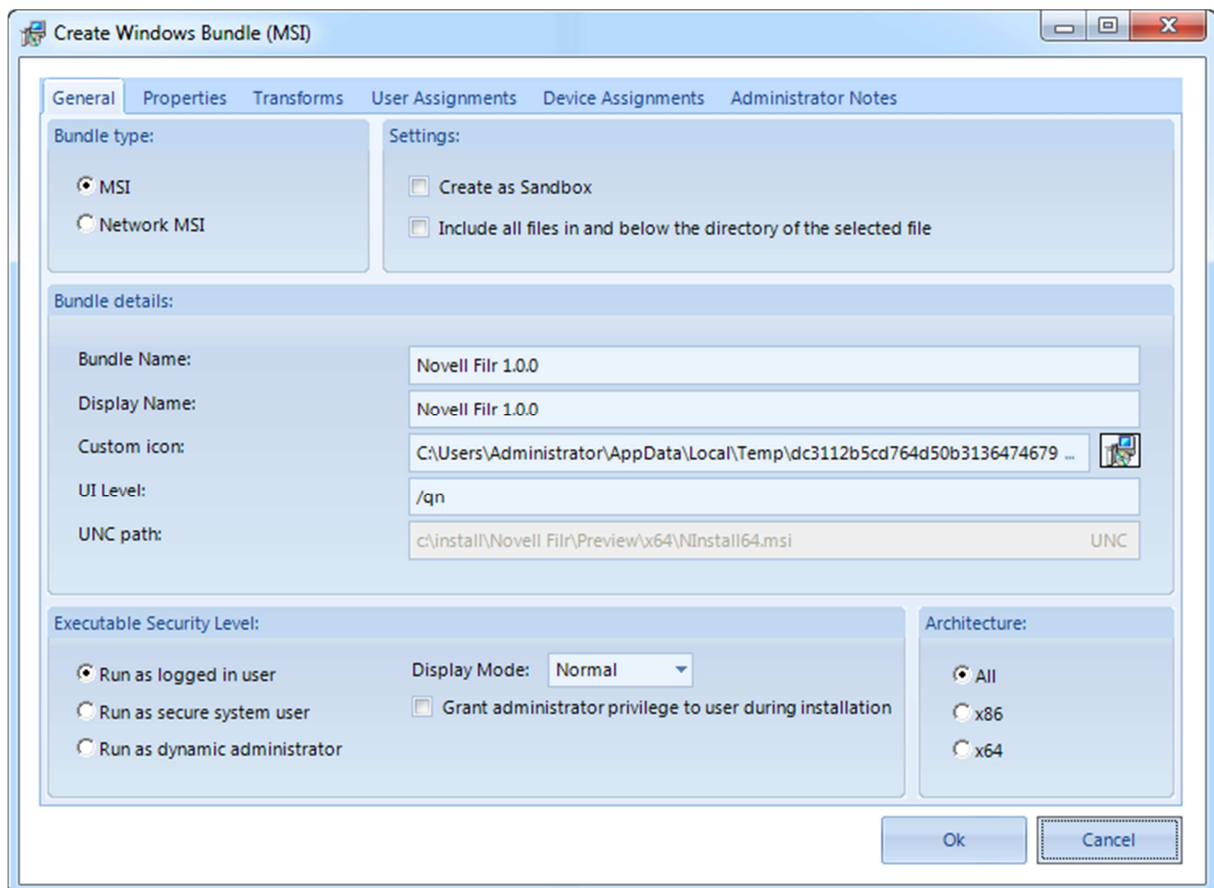 Create Windows Bundle (MSI)
General Properties Transforms User Assignments Device Assignments Administrator Notes
Bundle type:
MSI
Network MSI
Settings:
Create as Sandbox
Include all files in and below the directory of the selected file
Bundle details:
Bundle Name: Novell Filr 1.0.0
Display Name: Novell Filr 1.0.0
Custom icon: C:\Users\Administrator\AppData\Local\Temp\dc3112b5cd764d50b3136474679 ...
UI Level: /qn
UNC path: c:\install\Novell Filr\Preview\x64\NInstall64.msi UNC
Executable Security Level:
Run as logged in user
Run as secure system user
Run as dynamic administrator
Display Mode: Normal
Grant administrator privilege to user during installation
Architecture:
All
x86
x64
Ok Cancel